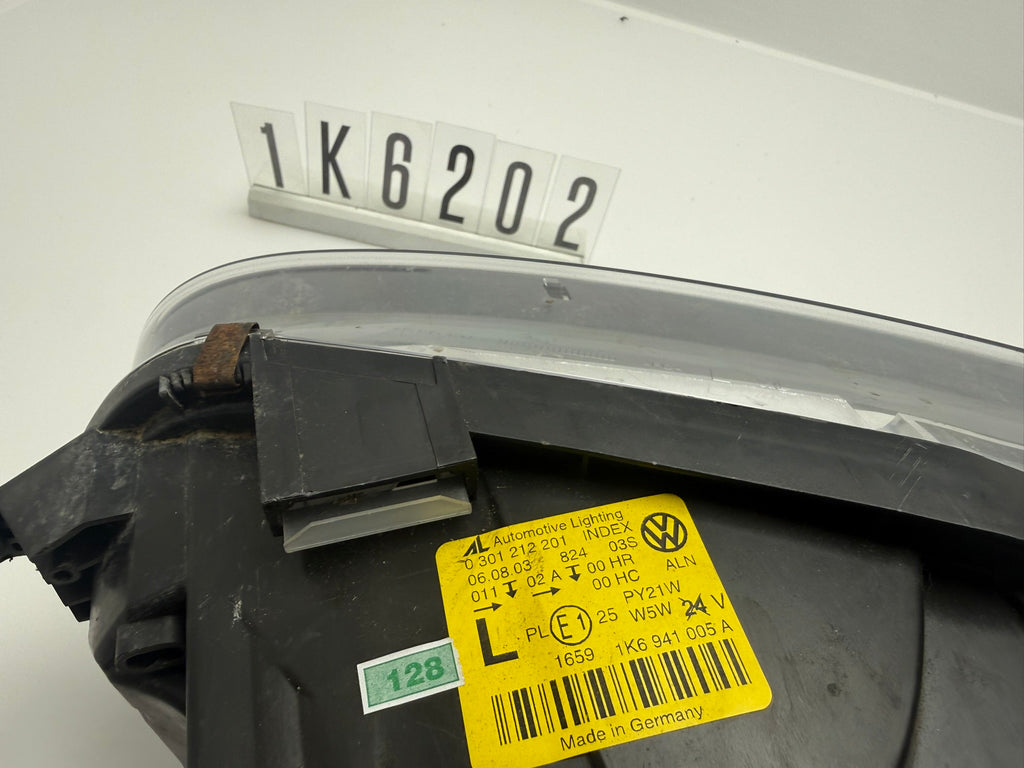 1K6202
AL Automotive Lighting
0 301 212 201 INDEX
06.08.03 824 03S
011 02 A 00 HR ALN
00 HC
PY21W
L PL E1 25 W5W 24 V
1659 1K6 941 005 A
128
Made in Germany